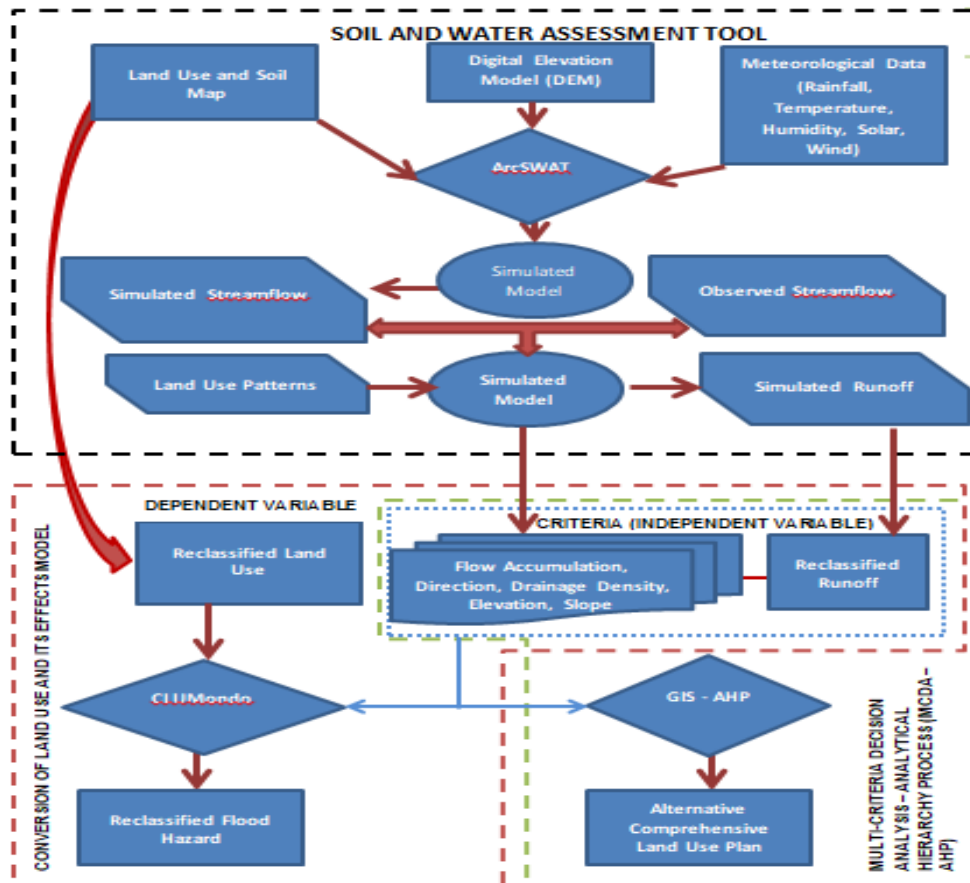 SOIL AND WATER ASSESSMENT TOOL
Land Use and Soil
Map
Digital Elevation
Model (DEM)
Meteorological Data
(Rainfall,
Temperature,
Humidity, Solar,
Wind)
ArcSWAT
Simulated
Model
Simulated Streamflow
Observed Streamflow
Land Use Patterns
Simulated
Model
Simulated Runoff
DEPENDENT VARIABLE
CRITERIA (INDEPENDENT VARIABLE)
Reclassified Land
Use
Flow Accumulation,
Direction, Drainage Density,
Elevation, Slope
Reclassified
Runoff
CONVERSION OF LAND USE AND ITS EFFECTS MODEL
CLUMondo
GIS - AHP
MULTI-CRITERIA DECISION
ANALYSIS – ANALYTICAL
HIERARCHY PROCESS (MCDA –
AHP)
Reclassified Flood
Hazard
Alternative
Comprehensive
Land Use Plan